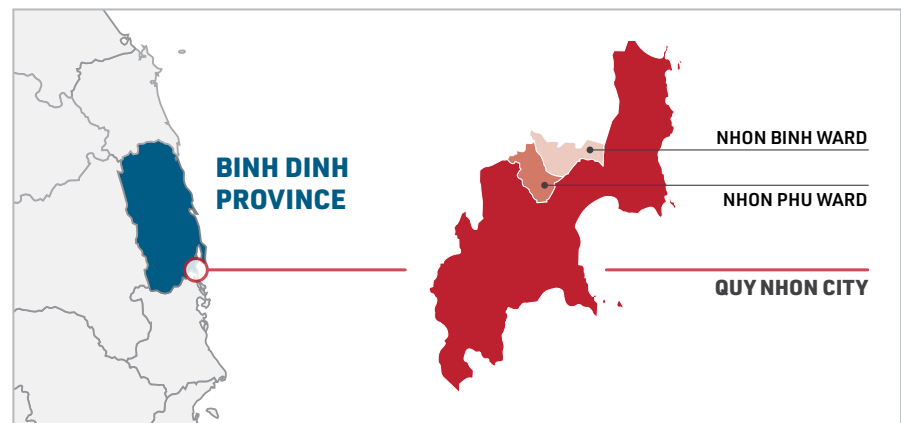 BINH DINH
PROVINCE
NHON BINH WARD
NHON PHU WARD
QUY NHON CITY